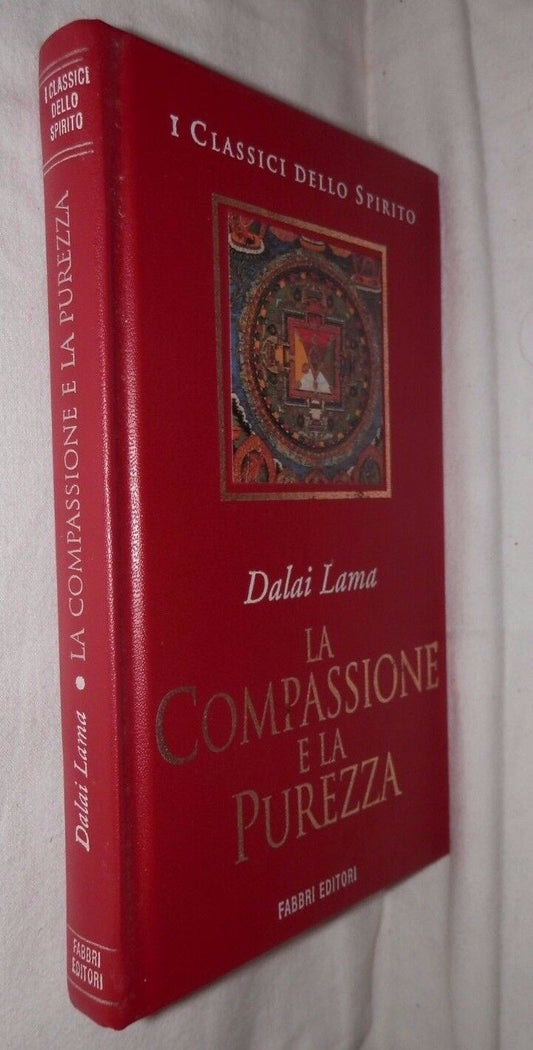 I CLASSICI
DELLO
SPIRITO
Dalai Lama • LA COMPASSIONE E LA PUREZZA
FABBRI
EDITORI
I CLASSICI DELLO SPIRITO
Dalai Lama
LA
COMPASSIONE
E LA
PUREZZA
FABBRI EDITORI